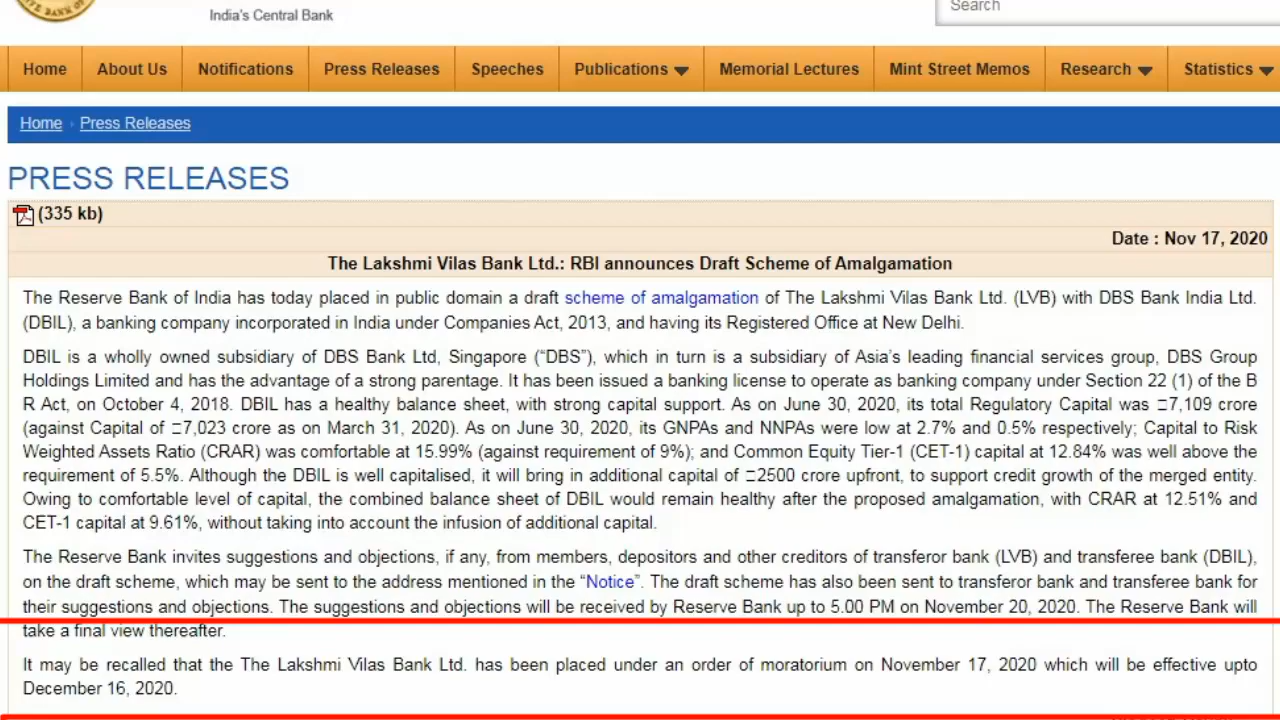 India's Central Bank
Search
Home About Us Notifications Press Releases Speeches Publications Memorial Lectures Mint Street Memos Research Statistics
Home Press Releases
PRESS RELEASES
(335 kb)
Date : Nov 17, 2020
The Lakshmi Vilas Bank Ltd.: RBI announces Draft Scheme of Amalgamation
The Reserve Bank of India has today placed in public domain a draft scheme of amalgamation of The Lakshmi Vilas Bank Ltd. (LVB) with DBS Bank India Ltd.
(DBIL), a banking company incorporated in India under Companies Act, 2013, and having its Registered Office at New Delhi.
DBIL is a wholly owned subsidiary of DBS Bank Ltd, Singapore (“DBS”), which in turn is a subsidiary of Asia’s leading financial services group, DBS Group
Holdings Limited and has the advantage of a strong parentage. It has been issued a banking license to operate as banking company under Section 22 (1) of the B
R Act, on October 4, 2018. DBIL has a healthy balance sheet, with strong capital support. As on June 30, 2020, its total Regulatory Capital was 7,109 crore
(against Capital of 7,023 crore as on March 31, 2020). As on June 30, 2020, its GNPAs and NNPAs were low at 2.7% and 0.5% respectively; Capital to Risk
Weighted Assets Ratio (CRAR) was comfortable at 15.99% (against requirement of 9%); and Common Equity Tier-1 (CET-1) capital at 12.84% was well above the
requirement of 5.5%. Although the DBIL is well capitalised, it will bring in additional capital of 2500 crore upfront, to support credit growth of the merged entity.
Owing to comfortable level of capital, the combined balance sheet of DBIL would remain healthy after the proposed amalgamation, with CRAR at 12.51% and
CET-1 capital at 9.61%, without taking into account the infusion of additional capital.
The Reserve Bank invites suggestions and objections, if any, from members, depositors and other creditors of transferor bank (LVB) and transferee bank (DBIL),
on the draft scheme, which may be sent to the address mentioned in the “Notice”. The draft scheme has also been sent to transferor bank and transferee bank for
their suggestions and objections. The suggestions and objections will be received by Reserve Bank up to 5.00 PM on November 20, 2020. The Reserve Bank will
take a final view thereafter.
It may be recalled that the The Lakshmi Vilas Bank Ltd. has been placed under an order of moratorium on November 17, 2020 which will be effective upto
December 16, 2020.